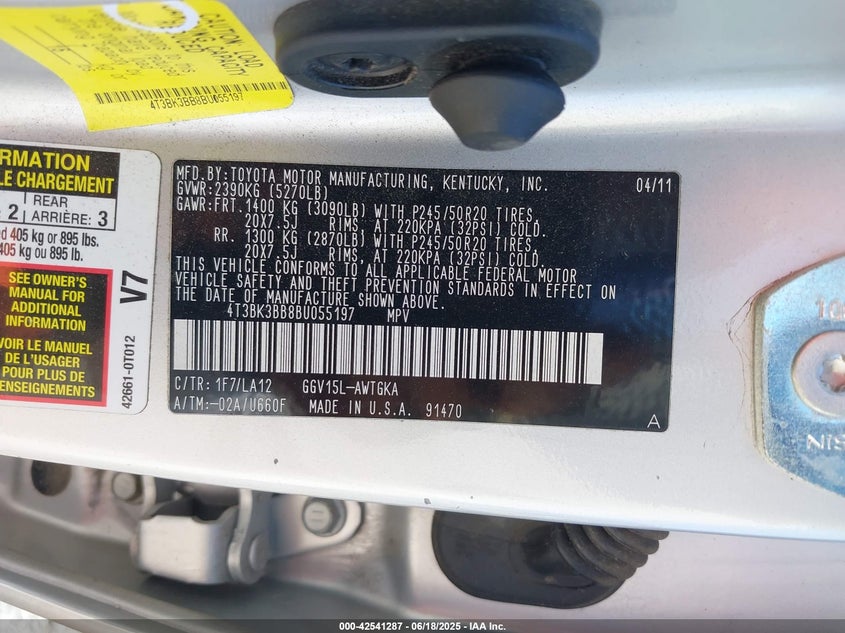 CAUTION: LOAD
CAPACITY
4T3BK3BB8BU055197
MFD.BY:TOYOTA MOTOR MANUFACTURING, KENTUCKY, INC. 04/11
GVWR:2390KG (5270LB)
GAWR:FRT. 1400 KG (3090LB) WITH P245/50R20 TIRES,
20X7.5J RIMS, AT 220KPA (32PSI) COLD.
RR. 1300 KG (2870LB) WITH P245/50R20 TIRES,
20X7.5J RIMS, AT 220KPA (32PSI) COLD.
THIS VEHICLE CONFORMS TO ALL APPLICABLE FEDERAL MOTOR
VEHICLE SAFETY AND THEFT PREVENTION STANDARDS IN EFFECT ON
THE DATE OF MANUFACTURE SHOWN ABOVE.
4T3BK3BB8BU055197 MPV
C/TR: 1F7/LA12 GGV15L-AWTGKA
A/TM:-02A/U660F MADE IN U.S.A. 91470
A
RMATION
LE CHARGEMENT
: 2
REAR
ARRIÈRE: 3
d 405 kg or 895 lbs.
405 kg ou 895 lb.
SEE OWNER'S
MANUAL FOR
ADDITIONAL
INFORMATION
VOIR LE MANUEL
DE L'USAGER
POUR PLUS DE
RENSEIGNEMENTS
V7
42661-0T012
NIS
000-42541287 - 06/18/2025 - IAA Inc.